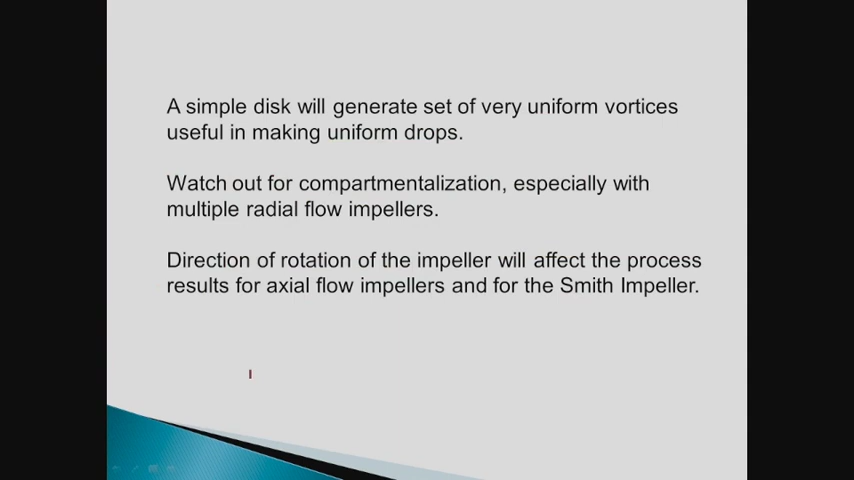 A simple disk will generate set of very uniform vortices
useful in making uniform drops.
Watch out for compartmentalization, especially with
multiple radial flow impellers.
Direction of rotation of the impeller will affect the process
results for axial flow impellers and for the Smith Impeller.